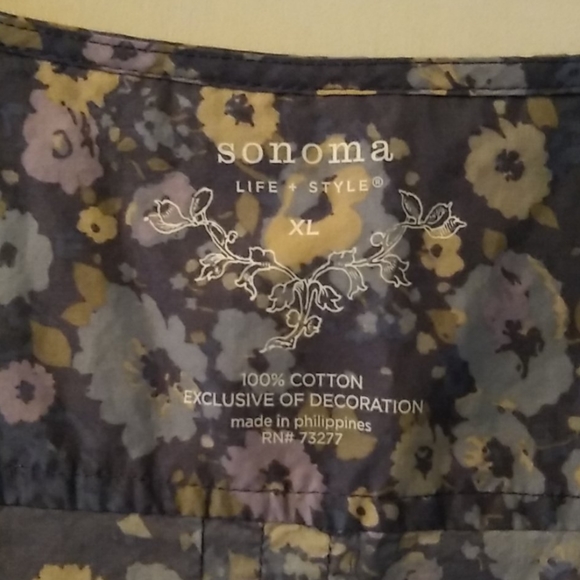 sonoma
LIFE + STYLE®
XL
100% COTTON
EXCLUSIVE OF DECORATION
made in philippines
RN# 73277